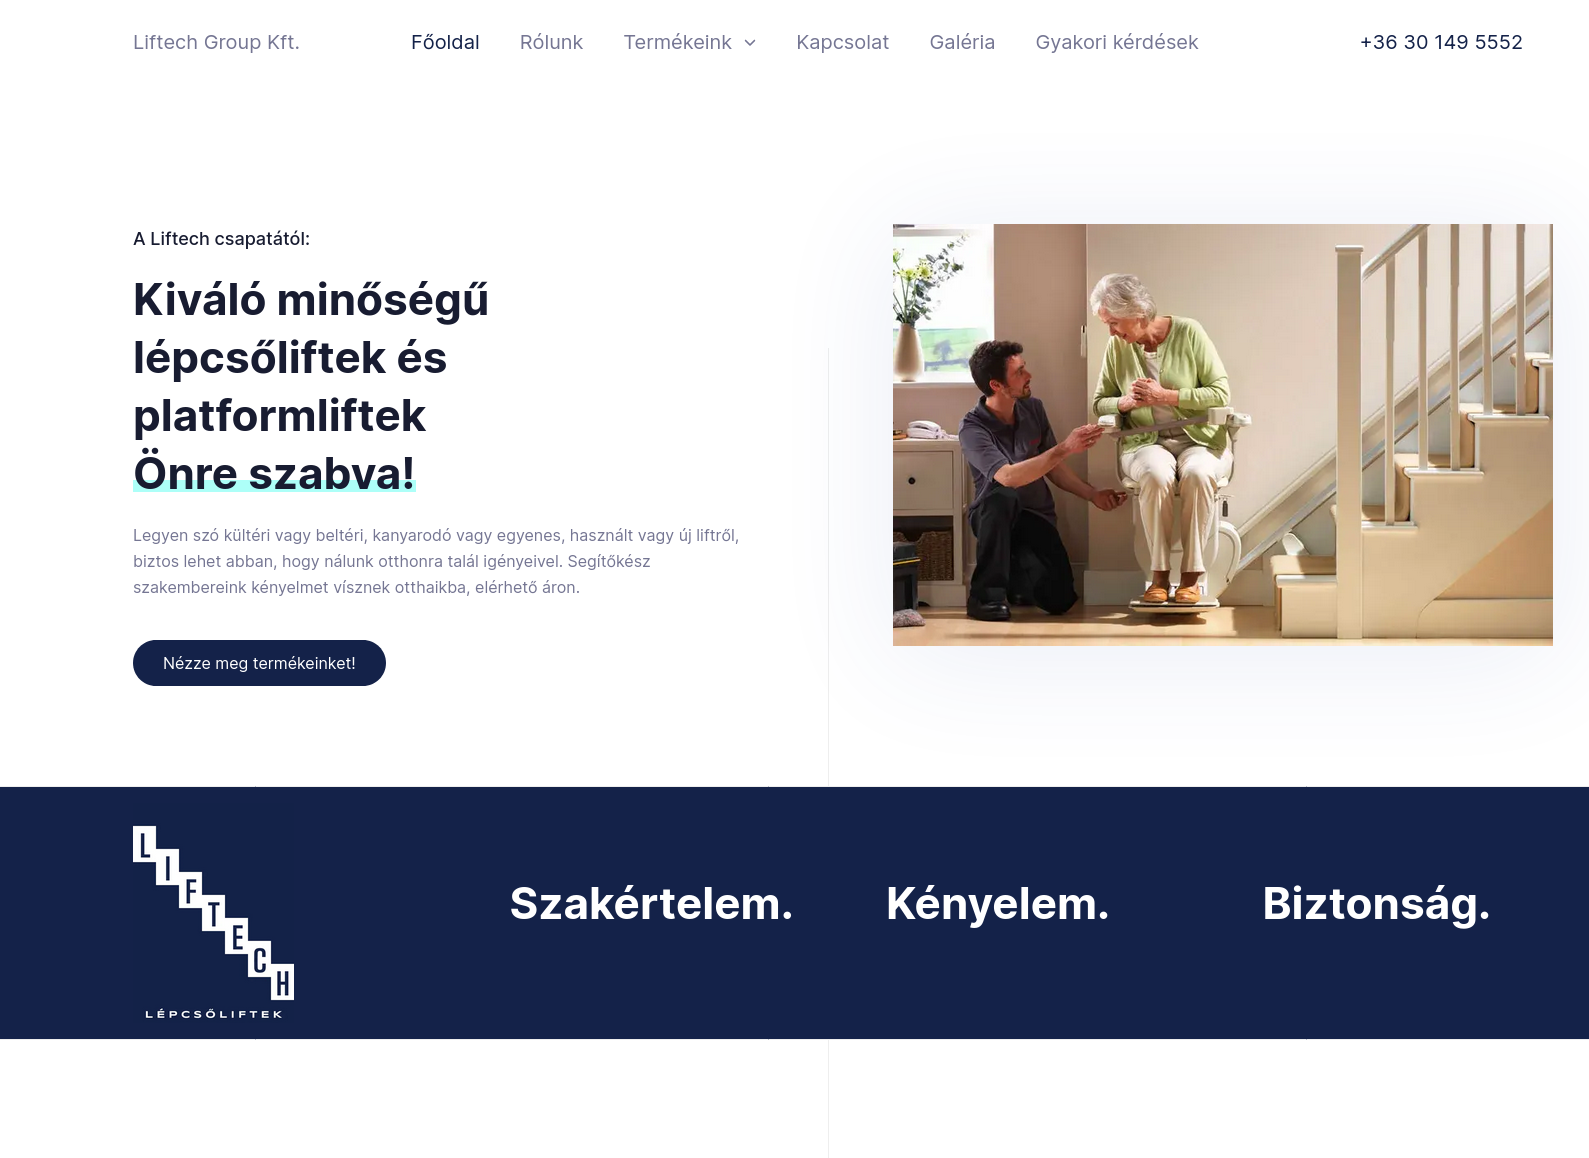 Liftech Group Kft.
Főoldal
Rólunk
Termékeink
Kapcsolat
Galéria
Gyakori kérdések
+36 30 149 5552
A Liftech csapatától:
Kiváló minőségű
lépcsőliftek és
platformliftek
Önre szabva!
Legyen szó kültéri vagy beltéri, kanyarodó vagy egyenes, használt vagy új liftről,
biztos lehet abban, hogy nálunk otthonra talál igényeivel. Segítőkész
szakembereink kényelmet vísznek otthaikba, elérhető áron.
Nézze meg termékeinket!
LIFTECH
LÉPCSŐLIFTEK
Szakértelem.
Kényelem.
Biztonság.